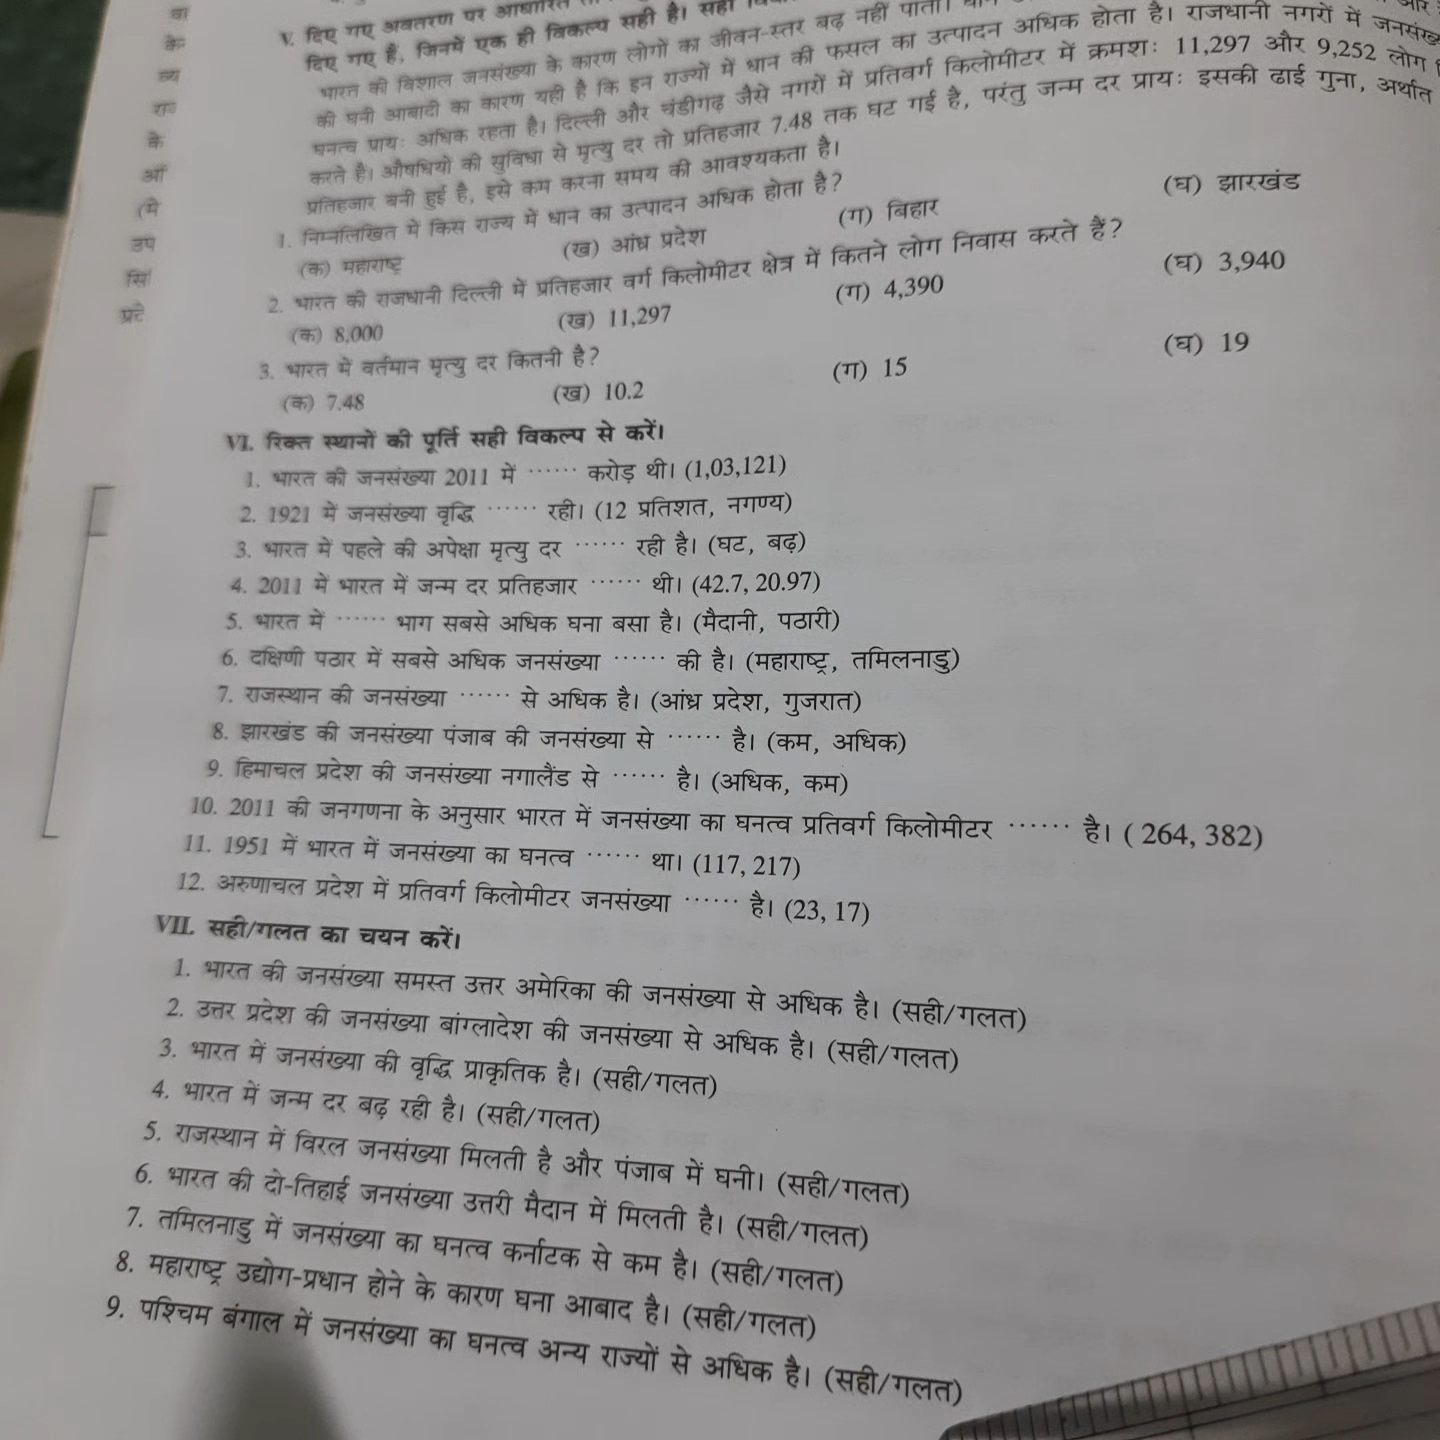 वा
के
व्य
के
(मे
उप
V. दिए गए अवतरण पर आधारित
दिए गए हैं, जिनमें एक ही विकल्प सही है। सही
भारत की विशाल जनसंख्या के कारण लोगों का जीवन-स्तर बढ़ नहीं पाता।
की घनी आबादी का कारण यही है कि इन राज्यों में धान की फसल का उत्पादन अधिक होता है। राजधानी नगरों में
घनत्व प्रायः अधिक रहता है। दिल्ली और चंडीगढ़ जैसे नगरों में प्रतिवर्ग किलोमीटर में क्रमशः 11,297 और 9,252 लोग
करते है। औषधियों की सुविधा से मृत्यु दर तो प्रतिहजार 7.48 तक घट गई है, परंतु जन्म दर प्रायः इसकी ढाई गुना, अर्थात
प्रतिहजार बनी हुई है, इसे कम करना समय की आवश्यकता है।
1. निम्नलिखित में किस राज्य में धान का उत्पादन अधिक होता है?
(क) महाराष्ट्र (ख) आंध्र प्रदेश (ग) बिहार (घ) झारखंड
2. भारत की राजधानी दिल्ली में प्रतिहजार वर्ग किलोमीटर क्षेत्र में कितने लोग निवास करते हैं?
(क) 8,000 (ख) 11,297 (ग) 4,390 (घ) 3,940
3. भारत में वर्तमान मृत्यु दर कितनी है?
(क) 7.48 (ख) 10.2 (ग) 15 (घ) 19
VI. रिक्त स्थानों की पूर्ति सही विकल्प से करें।
1. भारत की जनसंख्या 2011 में ...... करोड़ थी। (1,03,121)
2. 1921 में जनसंख्या वृद्धि ...... रही। (12 प्रतिशत, नगण्य)
3. भारत में पहले की अपेक्षा मृत्यु दर ...... रही है। (घट, बढ़)
4. 2011 में भारत में जन्म दर प्रतिहजार ...... थी। (42.7, 20.97)
5. भारत में ...... भाग सबसे अधिक घना बसा है। (मैदानी, पठारी)
6. दक्षिणी पठार में सबसे अधिक जनसंख्या ...... की है। (महाराष्ट्र, तमिलनाडु)
7. राजस्थान की जनसंख्या ...... से अधिक है। (आंध्र प्रदेश, गुजरात)
8. झारखंड की जनसंख्या पंजाब की जनसंख्या से ...... है। (कम, अधिक)
9. हिमाचल प्रदेश की जनसंख्या नगालैंड से ...... है। (अधिक, कम)
10. 2011 की जनगणना के अनुसार भारत में जनसंख्या का घनत्व प्रतिवर्ग किलोमीटर ...... है। ( 264, 382)
11. 1951 में भारत में जनसंख्या का घनत्व ...... था। (117, 217)
12. अरुणाचल प्रदेश में प्रतिवर्ग किलोमीटर जनसंख्या ...... है। (23, 17)
VII. सही/गलत का चयन करें।
1. भारत की जनसंख्या समस्त उत्तर अमेरिका की जनसंख्या से अधिक है। (सही/गलत)
2. उत्तर प्रदेश की जनसंख्या बांग्लादेश की जनसंख्या से अधिक है। (सही/गलत)
3. भारत में जनसंख्या की वृद्धि प्राकृतिक है। (सही/गलत)
4. भारत में जन्म दर बढ़ रही है। (सही/गलत)
5. राजस्थान में विरल जनसंख्या मिलती है और पंजाब में घनी। (सही/गलत)
6. भारत की दो-तिहाई जनसंख्या उत्तरी मैदान में मिलती है। (सही/गलत)
7. तमिलनाडु में जनसंख्या का घनत्व कर्नाटक से कम है। (सही/गलत)
8. महाराष्ट्र उद्योग-प्रधान होने के कारण घना आबाद है। (सही/गलत)
9. पश्चिम बंगाल में जनसंख्या का घनत्व अन्य राज्यों से अधिक है। (सही/गलत)